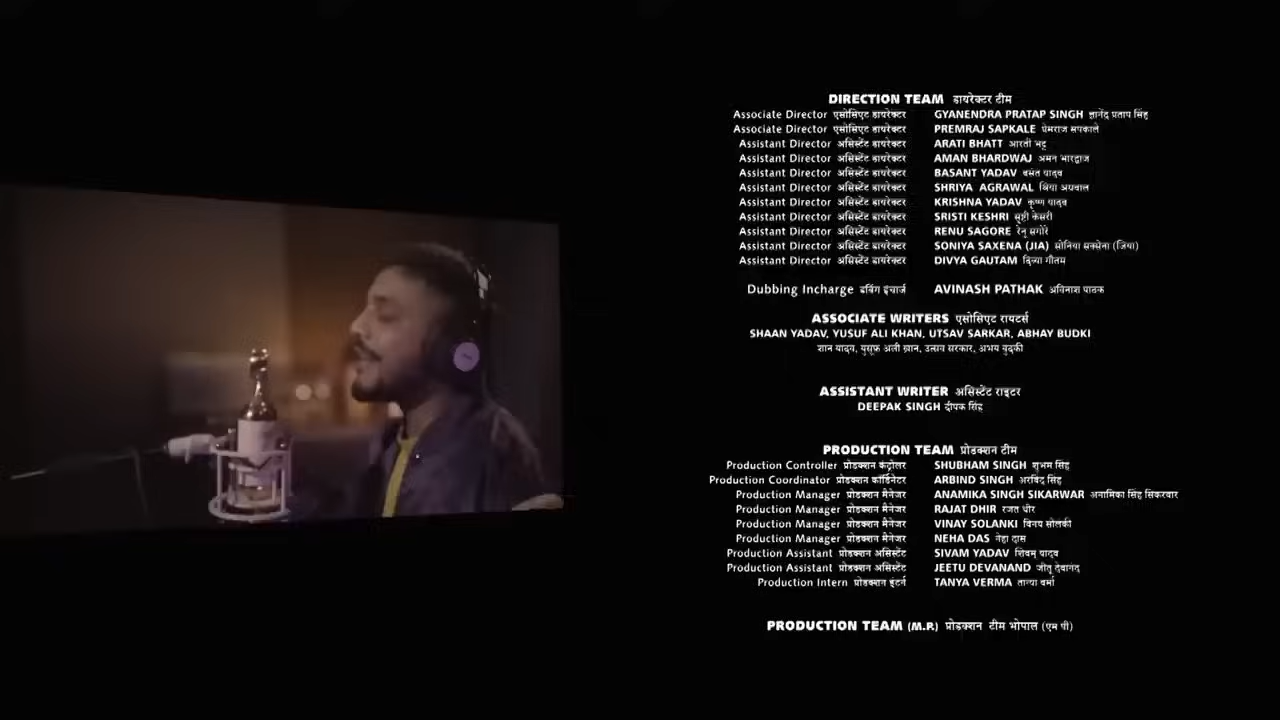 DIRECTION TEAM डायरेक्टर टीम
Associate Director एसोसिएट डायरेक्टर GYANENDRA PRATAP SINGH ज्ञानेंद्र प्रताप सिंह
Associate Director एसोसिएट डायरेक्टर PREMRAJ SAPKALE प्रेमराज सपकाले
Assistant Director असिस्टेंट डायरेक्टर ARATI BHATT आरती भट्ट
Assistant Director असिस्टेंट डायरेक्टर AMAN BHARDWAJ अमन भारद्वाज
Assistant Director असिस्टेंट डायरेक्टर BASANT YADAV बसंत यादव
Assistant Director असिस्टेंट डायरेक्टर SHRIYA AGRAWAL श्रिया अग्रवाल
Assistant Director असिस्टेंट डायरेक्टर KRISHNA YADAV कृष्ण यादव
Assistant Director असिस्टेंट डायरेक्टर SRISTI KESHRI सृष्टी केसरी
Assistant Director असिस्टेंट डायरेक्टर RENU SAGORE रेनू सगोरे
Assistant Director असिस्टेंट डायरेक्टर SONIYA SAXENA (JIA) सोनिया सक्सेना (जिया)
Assistant Director असिस्टेंट डायरेक्टर DIVYA GAUTAM दिव्या गौतम
Dubbing Incharge डबिंग इंचार्ज AVINASH PATHAK अविनाश पाठक
ASSOCIATE WRITERS एसोसिएट रायटर्स
SHAAN YADAV, YUSUF ALI KHAN, UTSAV SARKAR, ABHAY BUDKI
शान यादव, युसूफ अली ख़ान, उत्सव सरकार, अभय बुदकी
ASSISTANT WRITER असिस्टेंट राइटर
DEEPAK SINGH दीपक सिंह
PRODUCTION TEAM प्रोडक्शन टीम
Production Controller प्रोडक्शन कंट्रोलर SHUBHAM SINGH शुभम सिंह
Production Coordinator प्रोडक्शन कॉर्डिनेटर ARBIND SINGH अरबिंद सिंह
Production Manager प्रोडक्शन मैनेजर ANAMIKA SINGH SIKARWAR अनामिका सिंह सिकरवार
Production Manager प्रोडक्शन मैनेजर RAJAT DHIR रजत धीर
Production Manager प्रोडक्शन मैनेजर VINAY SOLANKI विनय सोलंकी
Production Manager प्रोडक्शन मैनेजर NEHA DAS नेहा दास
Production Assistant प्रोडक्शन असिस्टेंट SIVAM YADAV शिवम् यादव
Production Assistant प्रोडक्शन असिस्टेंट JEETU DEVANAND जीतू देवानंद
Production Intern प्रोडक्शन इंटर्न TANYA VERMA तान्या वर्मा
PRODUCTION TEAM (M.P.) प्रोडक्शन टीम भोपाल (एम पी)